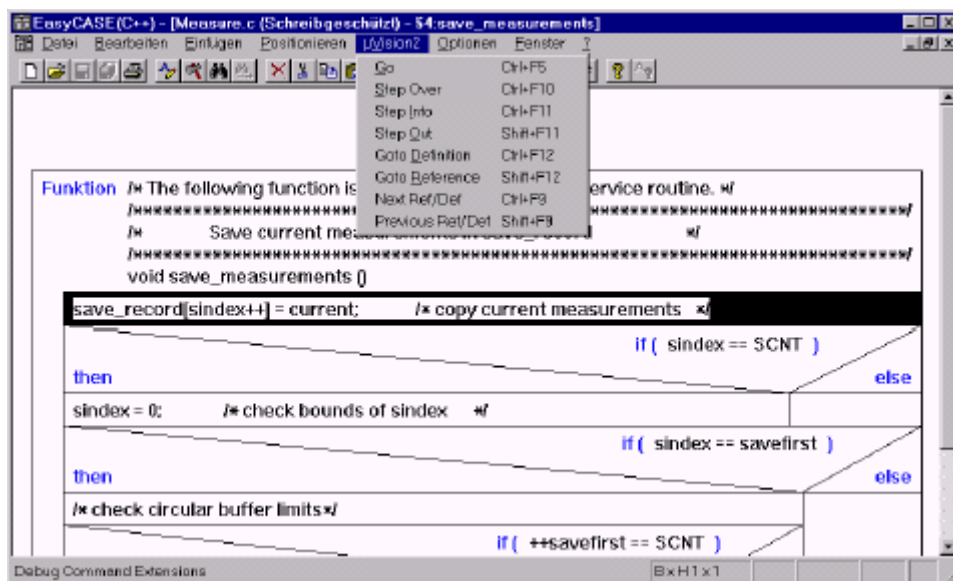 EasyCASE(C++) - [Measure.c (Schreibgeschützt) - §4:save_measurements]
Datei Bearbeiten Einfügen Positionieren µVision2 Optionen Fenster ?
Go Ctrl+F5
Step Over Ctrl+F10
Step Into Ctrl+F11
Step Out Shift+F11
Goto Definition Ctrl+F12
Goto Reference Shift+F12
Next Ref/Def Ctrl+F9
Previous Ref/Def Shift+F9
Funktion /* The following function is ervice routine. */
/* Save current */
void save_measurements ()
save_record[sindex++] = current; /* copy current measurements */
if ( sindex == SCNT )
then else
sindex = 0; /* check bounds of sindex */
if ( sindex == savefirst )
then else
/* check circular buffer limits */
if ( ++savefirst == SCNT )
Debug Command Extensions B×H1×1